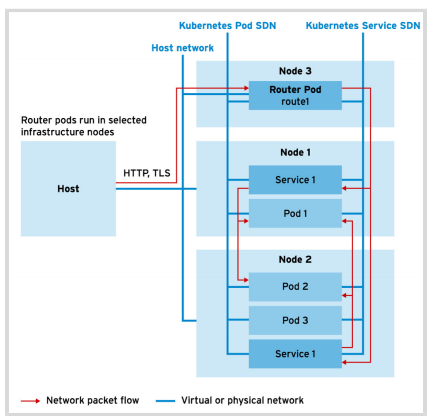 Kubernetes Pod SDN
Kubernetes Service SDN
Host network
Node 3
Router Pod
route1
Router pods run in selected
infrastructure nodes
Node 1
HTTP, TLS
Host
Service 1
Pod 1
Node 2
Pod 2
Pod 3
Service 1
Network packet flow
Virtual or physical network